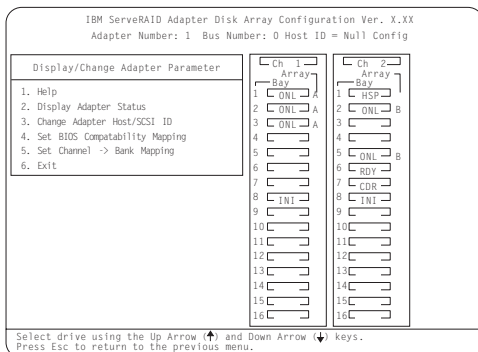 IBM ServeRAID Adapter Disk Array Configuration Ver. X.XX
Adapter Number: 1 Bus Number: 0 Host ID = Null Config
Display/Change Adapter Parameter
1. Help
2. Display Adapter Status
3. Change Adapter Host/SCSI ID
4. Set BIOS Compatability Mapping
5. Set Channel -> Bank Mapping
6. Exit
Ch 1
Array
Bay
1 ONL A
2 ONL A
3 ONL A
4
5
6
7
8 INI
9
10
11
12
13
14
15
16
Ch 2
Array
Bay
1 HSP
2 ONL B
3
4
5 ONL B
6 RDY
7 CDR
8 INI
9
10
11
12
13
14
15
16
Select drive using the Up Arrow (↑) and Down Arrow (↓) keys.
Press Esc to return to the previous menu.